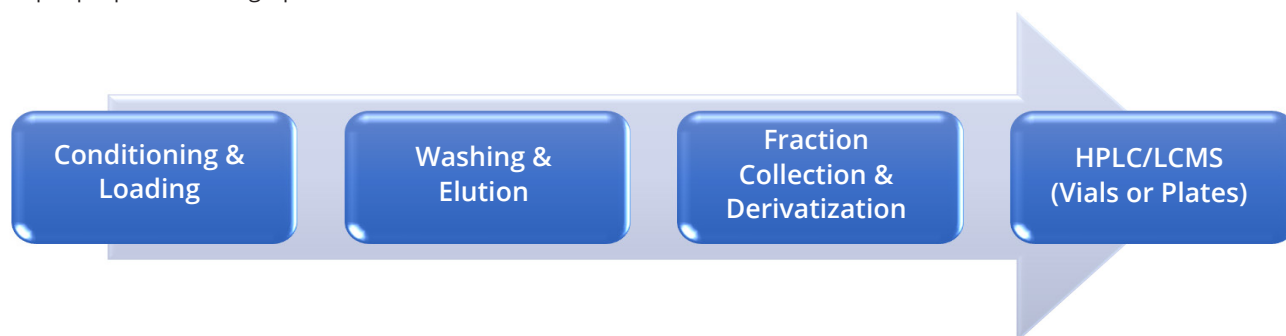 Conditioning &
Loading
Washing &
Elution
Fraction
Collection &
Derivatization
HPLC/LCMS
(Vials or Plates)